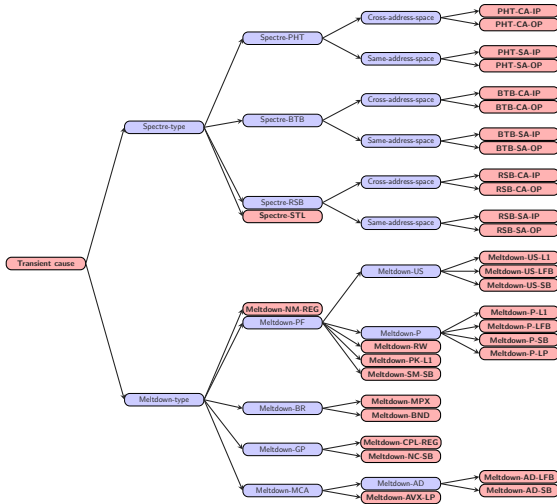 PHT-CA-IP
Cross-address-space
PHT-CA-OP
Spectre-PHT
PHT-SA-IP
Same-address-space
PHT-SA-OP
BTB-CA-IP
Cross-address-space
BTB-CA-OP
Spectre-type
Spectre-BTB
BTB-SA-IP
Same-address-space
BTB-SA-OP
RSB-CA-IP
Cross-address-space
RSB-CA-OP
Spectre-RSB
Spectre-STL
RSB-SA-IP
Same-address-space
RSB-SA-OP
Transient cause
Meltdown-US-L1
Meltdown-US
Meltdown-US-LFB
Meltdown-US-SB
Meltdown-NM-REG
Meltdown-PF
Meltdown-P-L1
Meltdown-P-LFB
Meltdown-P
Meltdown-P-SB
Meltdown-RW
Meltdown-P-LP
Meltdown-PK-L1
Meltdown-SM-SB
Meltdown-type
Meltdown-MPX
Meltdown-BR
Meltdown-BND
Meltdown-CPL-REG
Meltdown-GP
Meltdown-NC-SB
Meltdown-AD-LFB
Meltdown-AD
Meltdown-AD-SB
Meltdown-MCA
Meltdown-AVX-LP